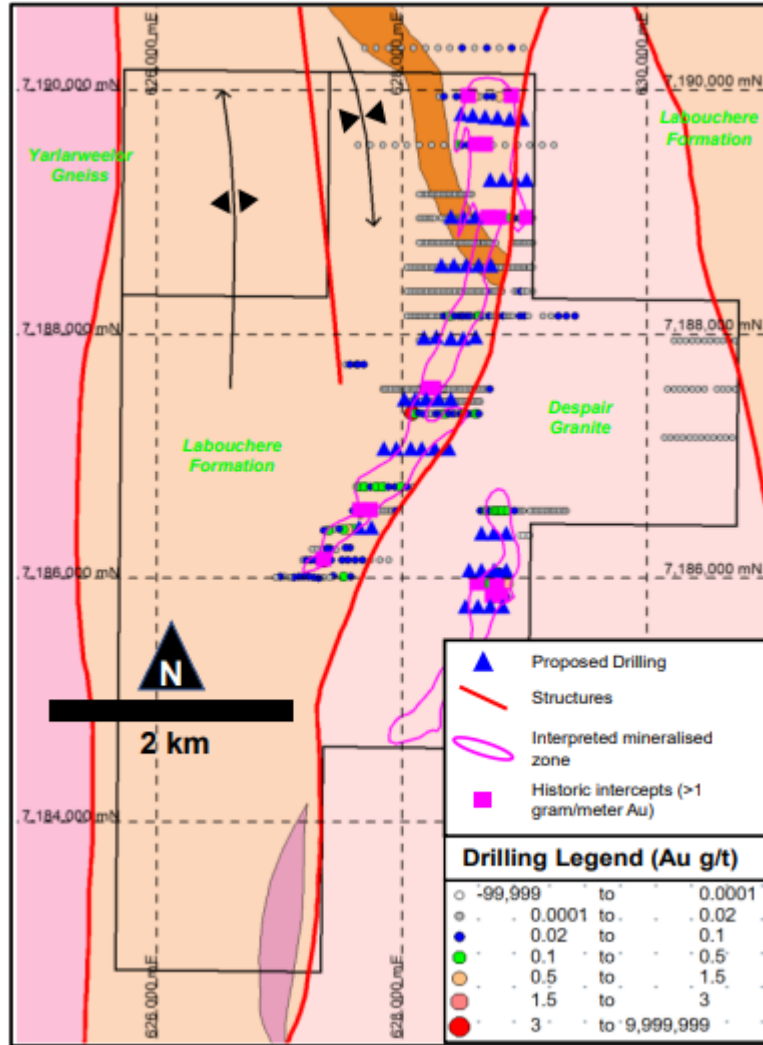 626,000 mE
628,000 mE
630,000 mE
7,190,000 mN
7,190,000 mN
Yarlarweelor
Gneiss
Labouchere
Formation
7,188,000 mN
7,188,000 mN
Labouchere
Formation
Despair
Granite
7,186,000 mN
7,186,000 mN
N
2 km
7,184,000 mN
626,000 mE
628,000 mE
Proposed Drilling
Structures
Interpreted mineralised
zone
Historic intercepts (>1
gram/meter Au)
Drilling Legend (Au g/t)
-99,999 to 0.0001
0.0001 to 0.02
0.02 to 0.1
0.1 to 0.5
0.5 to 1.5
1.5 to 3
3 to 9,999,999